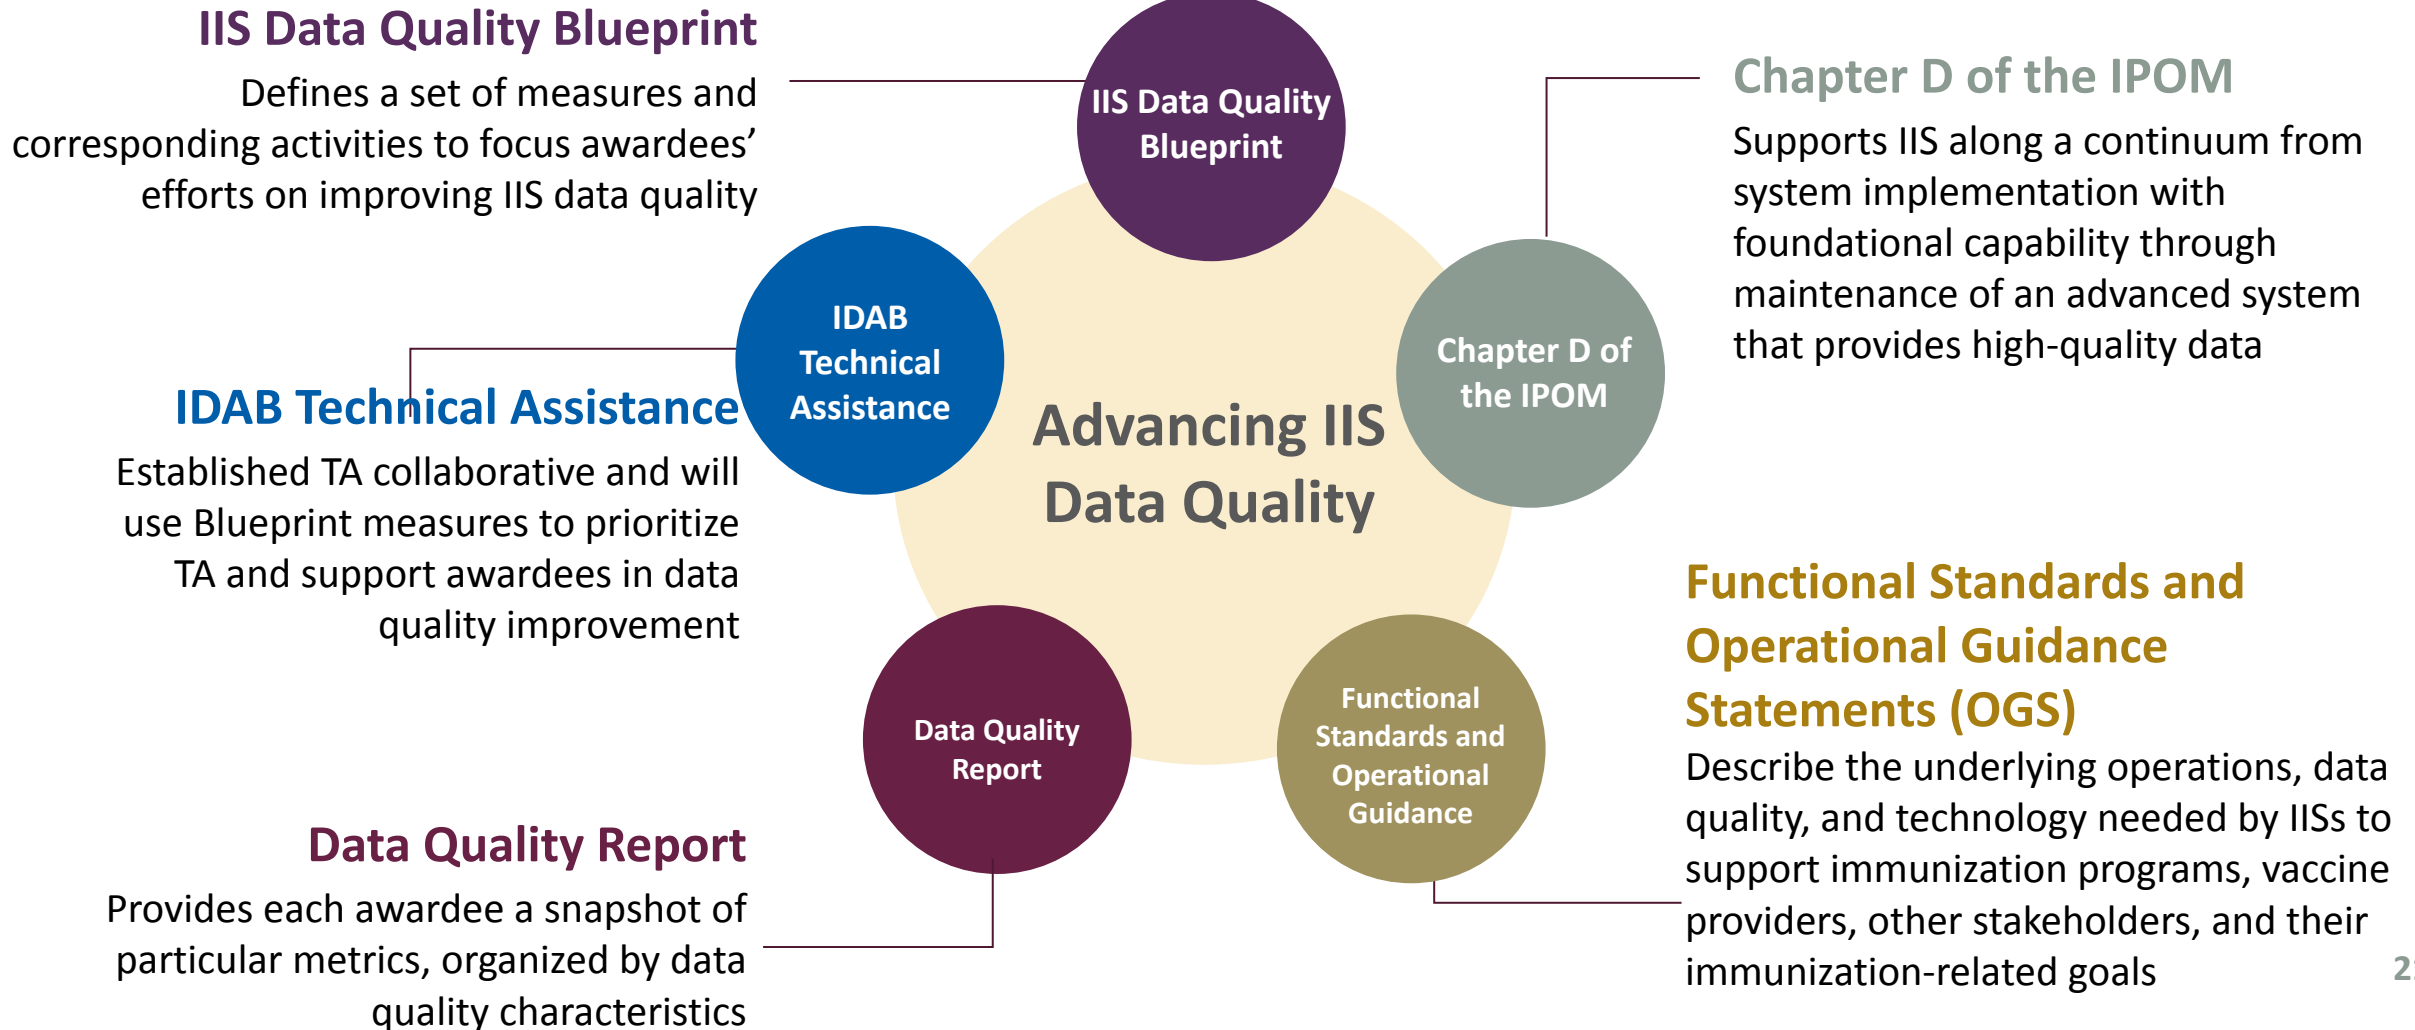 IIS Data Quality Blueprint
Defines a set of measures and
corresponding activities to focus awardees’
efforts on improving IIS data quality
IIS Data Quality
Blueprint
Chapter D of the IPOM
Supports IIS along a continuum from
system implementation with
foundational capability through
maintenance of an advanced system
that provides high-quality data
IDAB
Technical
Assistance
Chapter D of
the IPOM
IDAB Technical Assistance
Established TA collaborative and will
use Blueprint measures to prioritize
TA and support awardees in data
quality improvement
Advancing IIS
Data Quality
Functional Standards and
Operational Guidance
Statements (OGS)
Describe the underlying operations, data
quality, and technology needed by IISs to
support immunization programs, vaccine
providers, other stakeholders, and their
immunization-related goals
Data Quality
Report
Functional
Standards and
Operational
Guidance
Data Quality Report
Provides each awardee a snapshot of
particular metrics, organized by data
quality characteristics